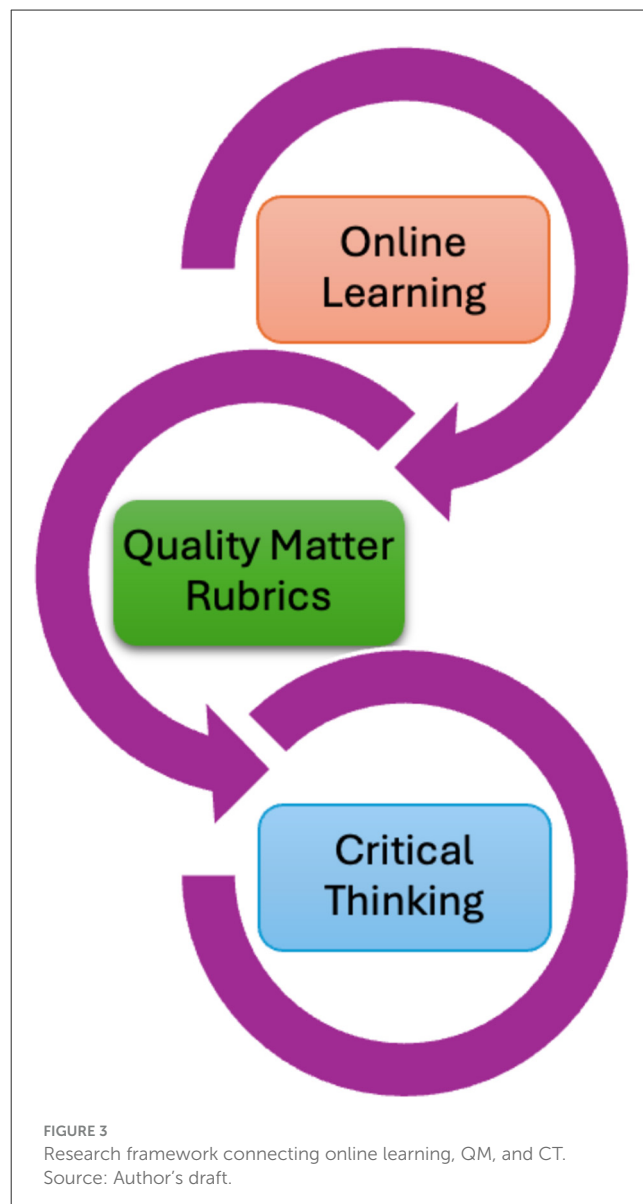 Online
Learning
Quality Matter
Rubrics
Critical
Thinking
FIGURE 3
Research framework connecting online learning, QM, and CT.
Source: Author's draft.